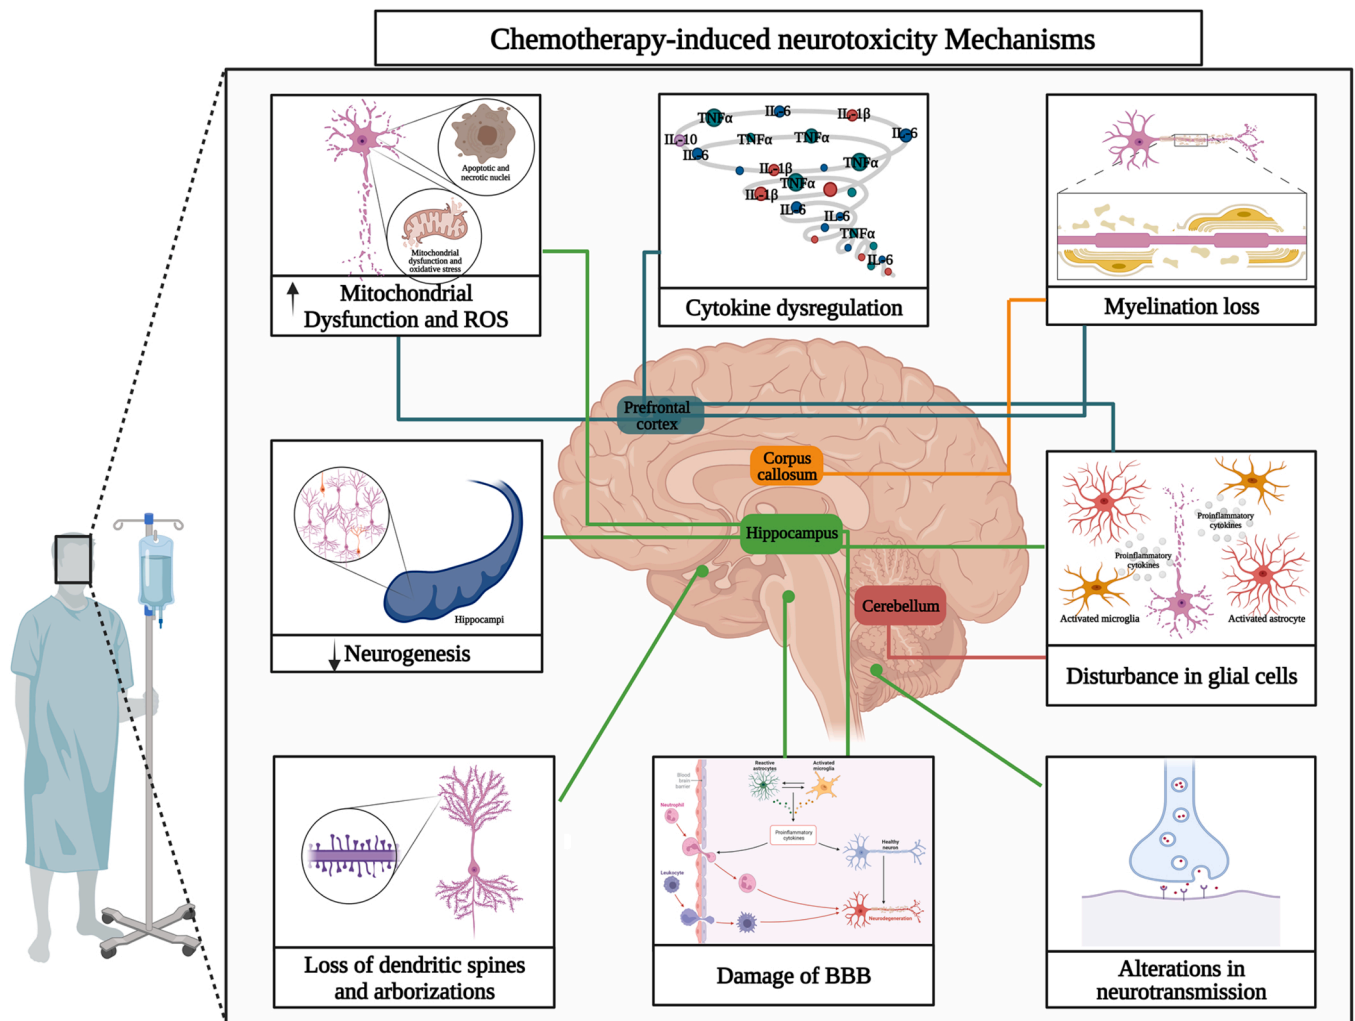 Chemotherapy-induced neurotoxicity Mechanisms
Apoptotic and
necrotic nuclei
Mitochondrial
dysfunction and
oxidative stress
Mitochondrial
Dysfunction and ROS
TNFα
IL-6
IL-1β
IL-10
TNFα
TNFα
IL-6
IL-6
IL-1β
TNFα
TNFα
IL-1β
IL-6
IL-6
TNFα
IL-6
Cytokine dysregulation
Myelination loss
Prefrontal
cortex
Corpus
callosum
Hippocampus
Cerebellum
Hippocampi
Neurogenesis
Proinflammatory
cytokines
Proinflammatory
cytokines
Activated microglia
Activated astrocyte
Disturbance in glial cells
Loss of dendritic spines
and arborizations
Blood
brain
barrier
Reactive
astrocytes
Activated
microglia
Neutrophil
Proinflammatory
cytokines
Healthy
neuron
Leukocyte
Neurodegeneration
Damage of BBB
Alterations in
neurotransmission